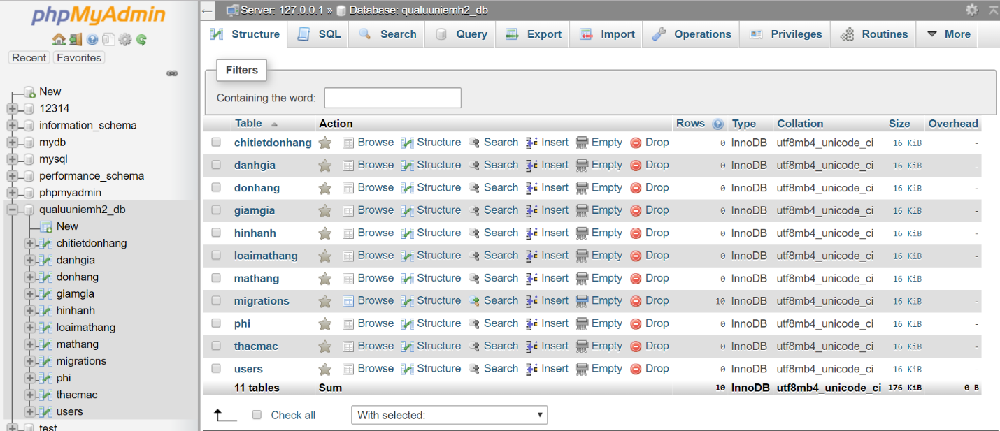 phpMyAdmin
Recent Favorites
New
12314
information_schema
mydb
mysql
performance_schema
phpmyadmin
qualuuniemh2_db
New
chitietdonhang
danhgia
donhang
giamgia
hinhanh
loaimathang
mathang
migrations
phi
thacmac
users
test
Server: 127.0.0.1 » Database: qualuuniemh2_db
Structure SQL Search Query Export Import Operations Privileges Routines More
Filters
Containing the word:
Table Action Rows Type Collation Size Overhead
chitietdonhang Browse Structure Search Insert Empty Drop 0 InnoDB utf8mb4_unicode_ci 16 KiB -
danhgia Browse Structure Search Insert Empty Drop 0 InnoDB utf8mb4_unicode_ci 16 KiB -
donhang Browse Structure Search Insert Empty Drop 0 InnoDB utf8mb4_unicode_ci 16 KiB -
giamgia Browse Structure Search Insert Empty Drop 0 InnoDB utf8mb4_unicode_ci 16 KiB -
hinhanh Browse Structure Search Insert Empty Drop 0 InnoDB utf8mb4_unicode_ci 16 KiB -
loaimathang Browse Structure Search Insert Empty Drop 0 InnoDB utf8mb4_unicode_ci 16 KiB -
mathang Browse Structure Search Insert Empty Drop 0 InnoDB utf8mb4_unicode_ci 16 KiB -
migrations Browse Structure Search Insert Empty Drop 10 InnoDB utf8mb4_unicode_ci 16 KiB -
phi Browse Structure Search Insert Empty Drop 0 InnoDB utf8mb4_unicode_ci 16 KiB -
thacmac Browse Structure Search Insert Empty Drop 0 InnoDB utf8mb4_unicode_ci 16 KiB -
users Browse Structure Search Insert Empty Drop 0 InnoDB utf8mb4_unicode_ci 16 KiB -
11 tables Sum 10 InnoDB utf8mb4_unicode_ci 176 KiB 0 B
Check all With selected: